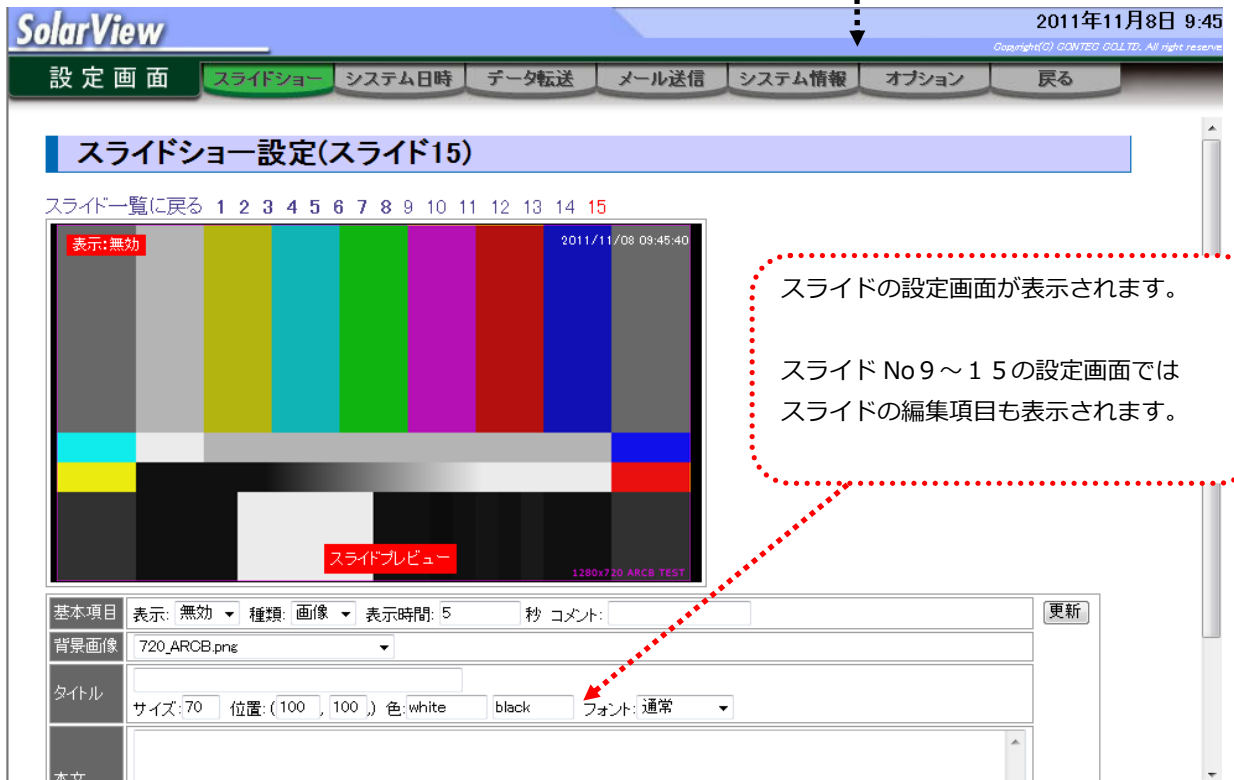 SolarView
2011年11月8日 9:45
Copyright(C) CONTEC CO.,LTD. All right reserve
設定画面 スライドショー システム日時 データ転送 メール送信 システム情報 オプション 戻る
スライドショー設定(スライド15)
スライド一覧に戻る 1 2 3 4 5 6 7 8 9 10 11 12 13 14 15
表示:無効
2011/11/08 09:45:40
スライドの設定画面が表示されます。
スライド No９～１５の設定画面では
スライドの編集項目も表示されます。
スライドプレビュー
1280x720 ARCB TEST
基本項目 表示: 無効 種類: 画像 表示時間: 5 秒 コメント: 更新
背景画像 720_ARCB.png
タイトル
サイズ:70 位置:(100 , 100 ,) 色:white black フォント:通常
本文